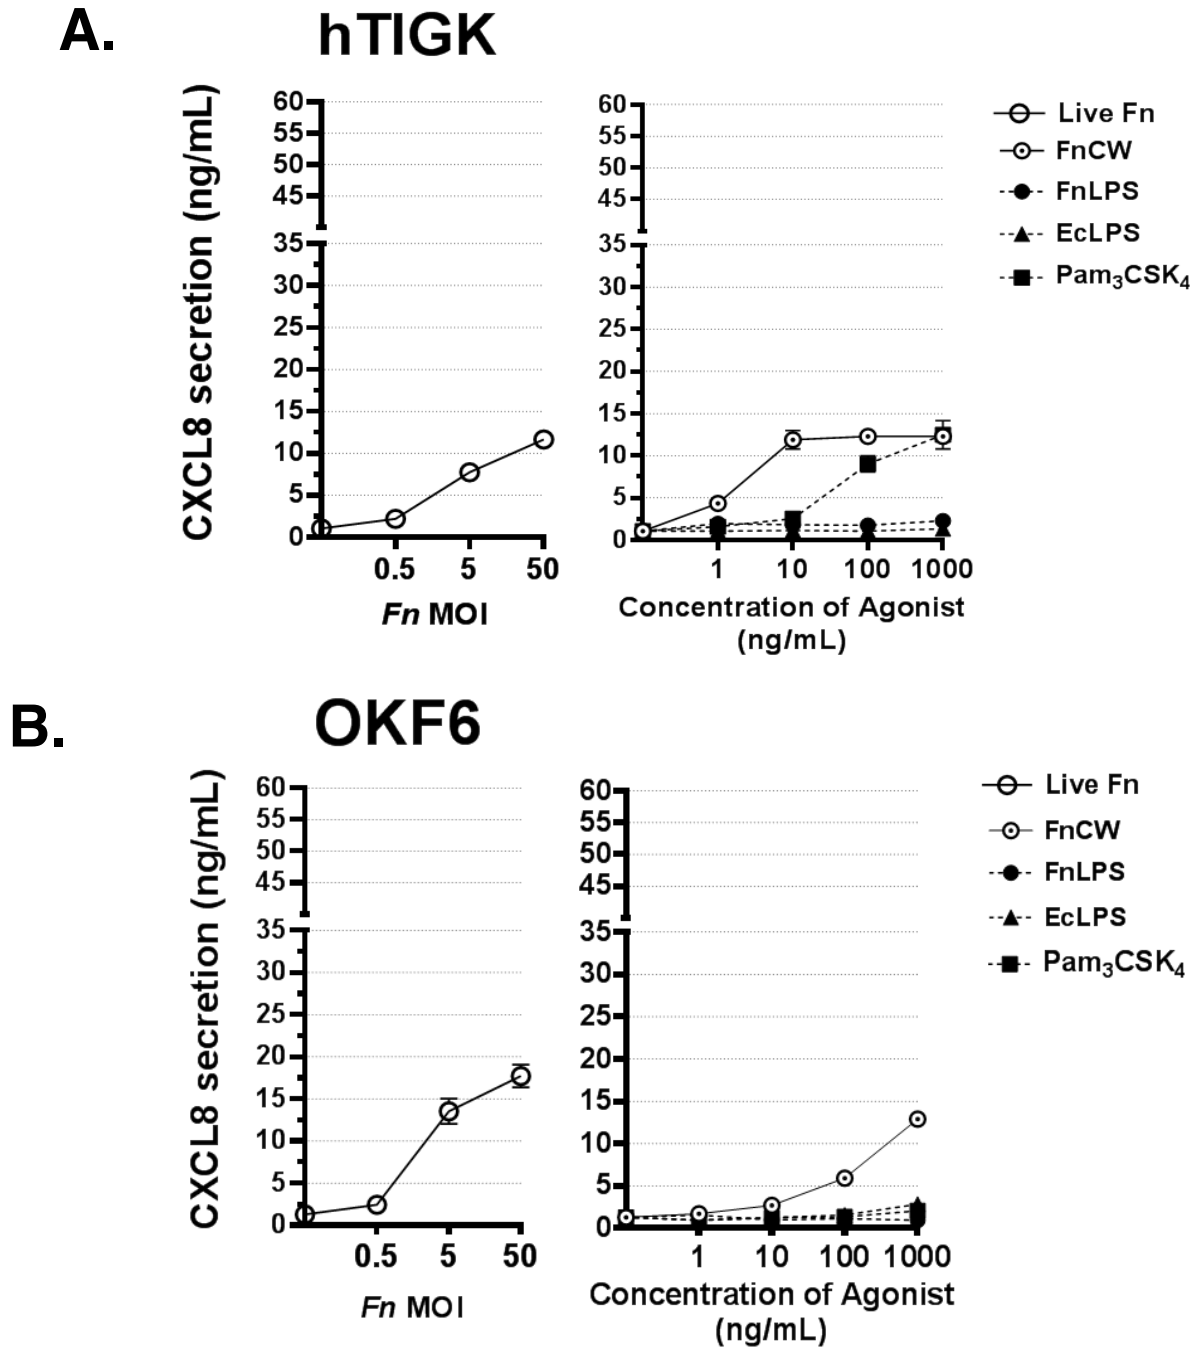 A.
hTIGK
CXCL8 secretion (ng/mL)
60
55
50
45
35
30
25
20
15
10
5
0
0.5 5 50
Fn MOI
60
55
50
45
35
30
25
20
15
10
5
0
1 10 100 1000
Concentration of Agonist
(ng/mL)
Live Fn
FnCW
FnLPS
EcLPS
Pam3CSK4
B.
OKF6
CXCL8 secretion (ng/mL)
60
55
50
45
35
30
25
20
15
10
5
0
0.5 5 50
Fn MOI
60
55
50
45
35
30
25
20
15
10
5
0
1 10 100 1000
Concentration of Agonist
(ng/mL)
Live Fn
FnCW
FnLPS
EcLPS
Pam3CSK4